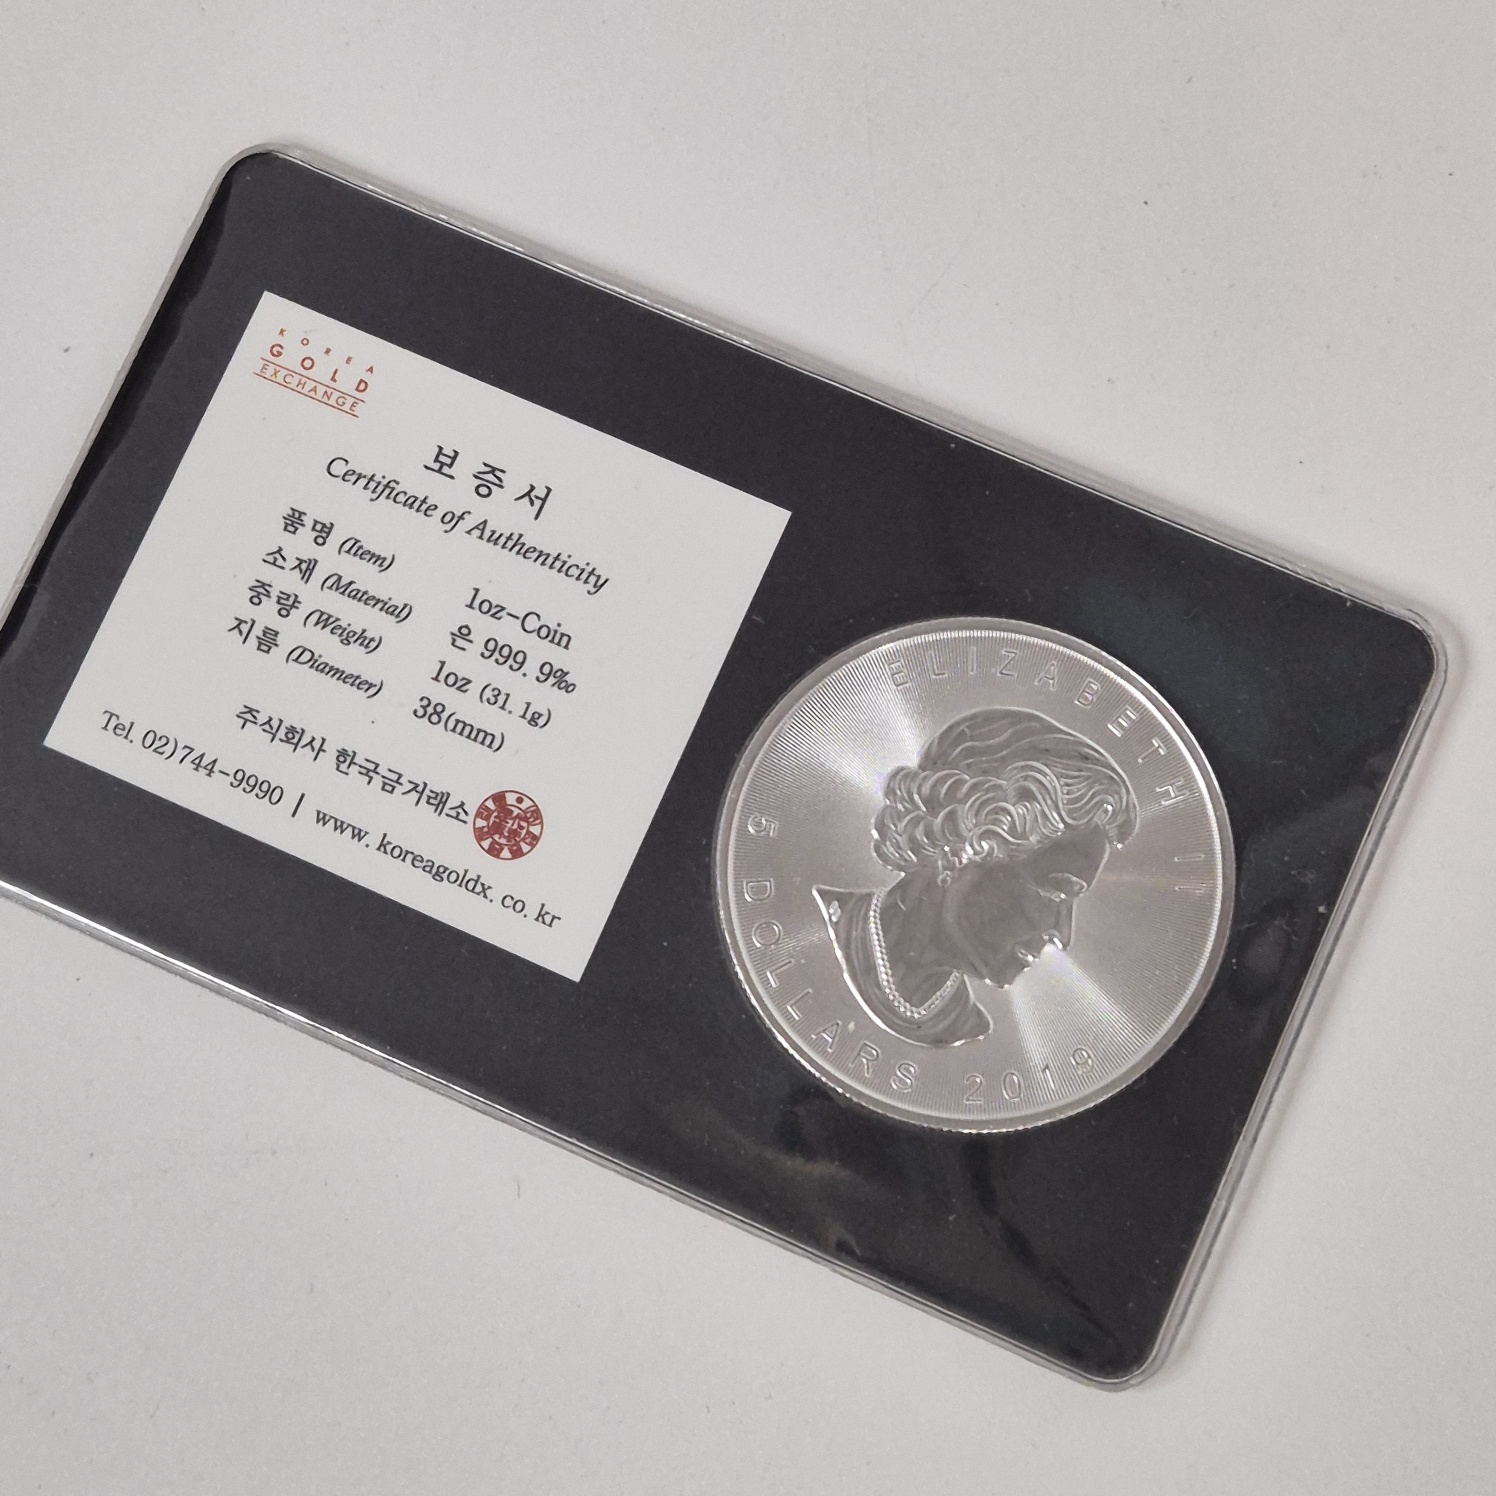 KOREA
GOLD
EXCHANGE
보증서
Certificate of Authenticity
품명 (Item) 1oz-Coin
소재 (Material) 은 999.9‰
중량 (Weight) 1oz (31.1g)
지름 (Diameter) 38(mm)
주식회사 한국금거래소
Tel. 02)744-9990 | www.koreagoldx.co.kr
ELIZABETH II
5 DOLLARS 2019